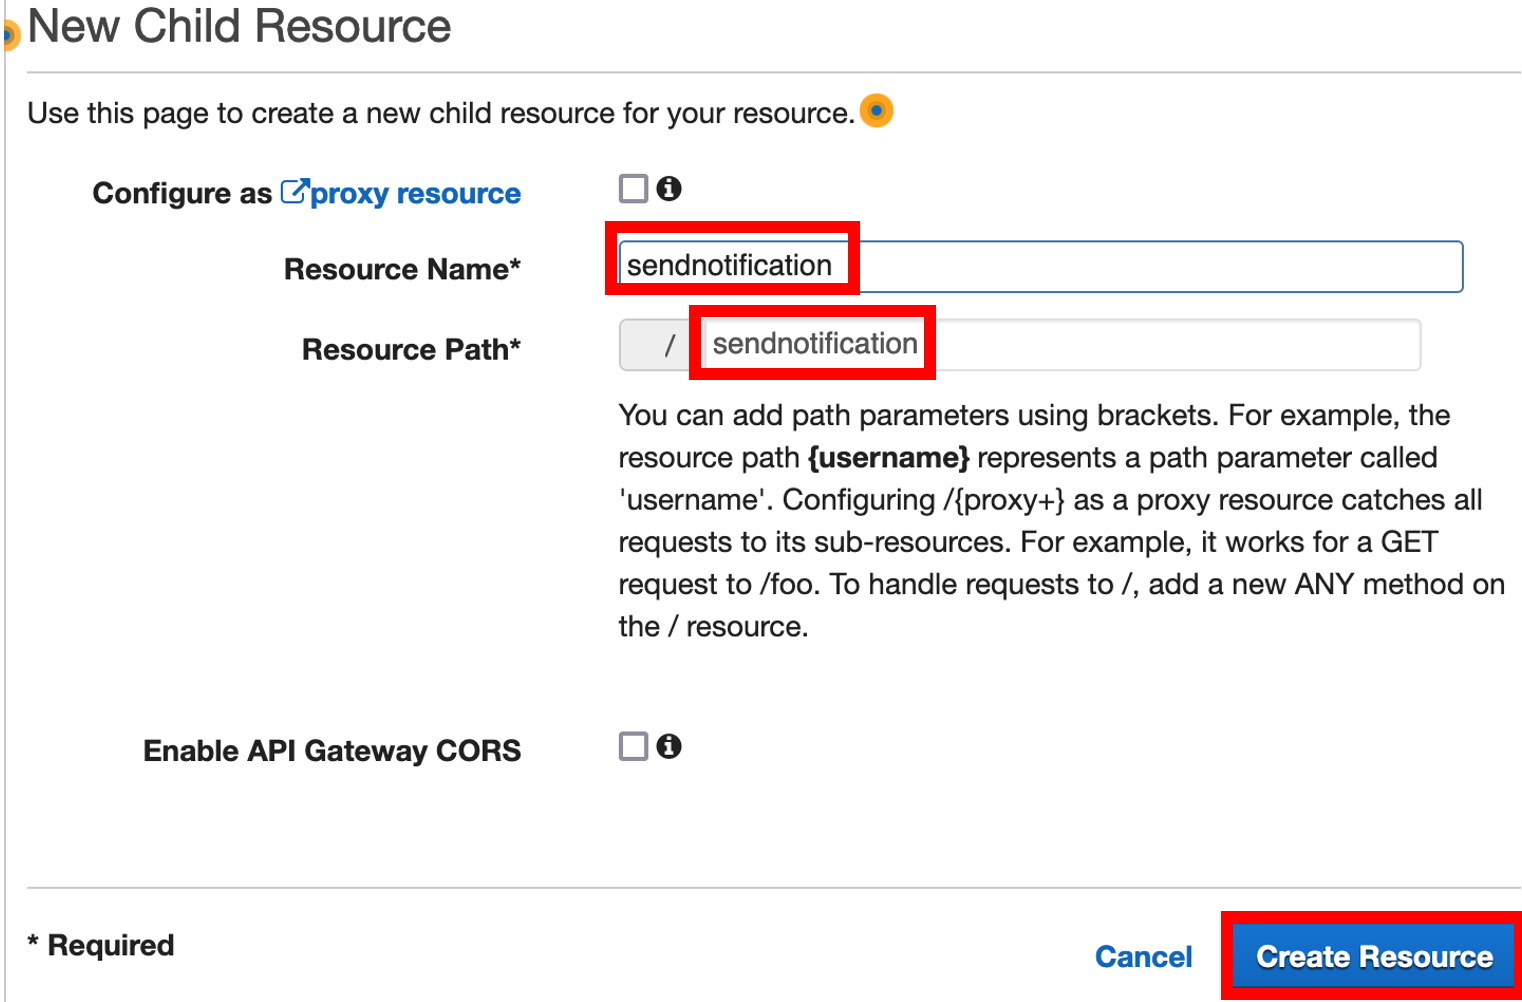 New Child Resource
Use this page to create a new child resource for your resource.
Configure as proxy resource
Resource Name* sendnotification
Resource Path* / sendnotification
You can add path parameters using brackets. For example, the
resource path {username} represents a path parameter called
'username'. Configuring /{proxy+} as a proxy resource catches all
requests to its sub-resources. For example, it works for a GET
request to /foo. To handle requests to /, add a new ANY method on
the / resource.
Enable API Gateway CORS
* Required
Cancel
Create Resource